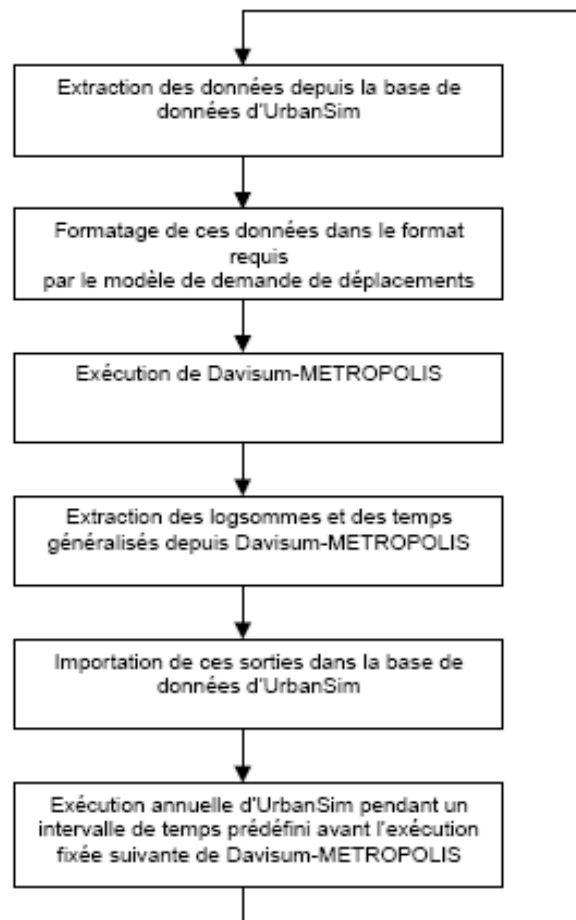 Extraction des données depuis la base de
données d'UrbanSim
Formatage de ces données dans le format
requis
par le modèle de demande de déplacements
Exécution de Davisum-METROPOLIS
Extraction des logsommes et des temps
généralisés depuis Davisum-METROPOLIS
Importation de ces sorties dans la base de
données d'UrbanSim
Exécution annuelle d'UrbanSim pendant un
intervalle de temps prédéfini avant l'exécution
fixée suivante de Davisum-METROPOLIS